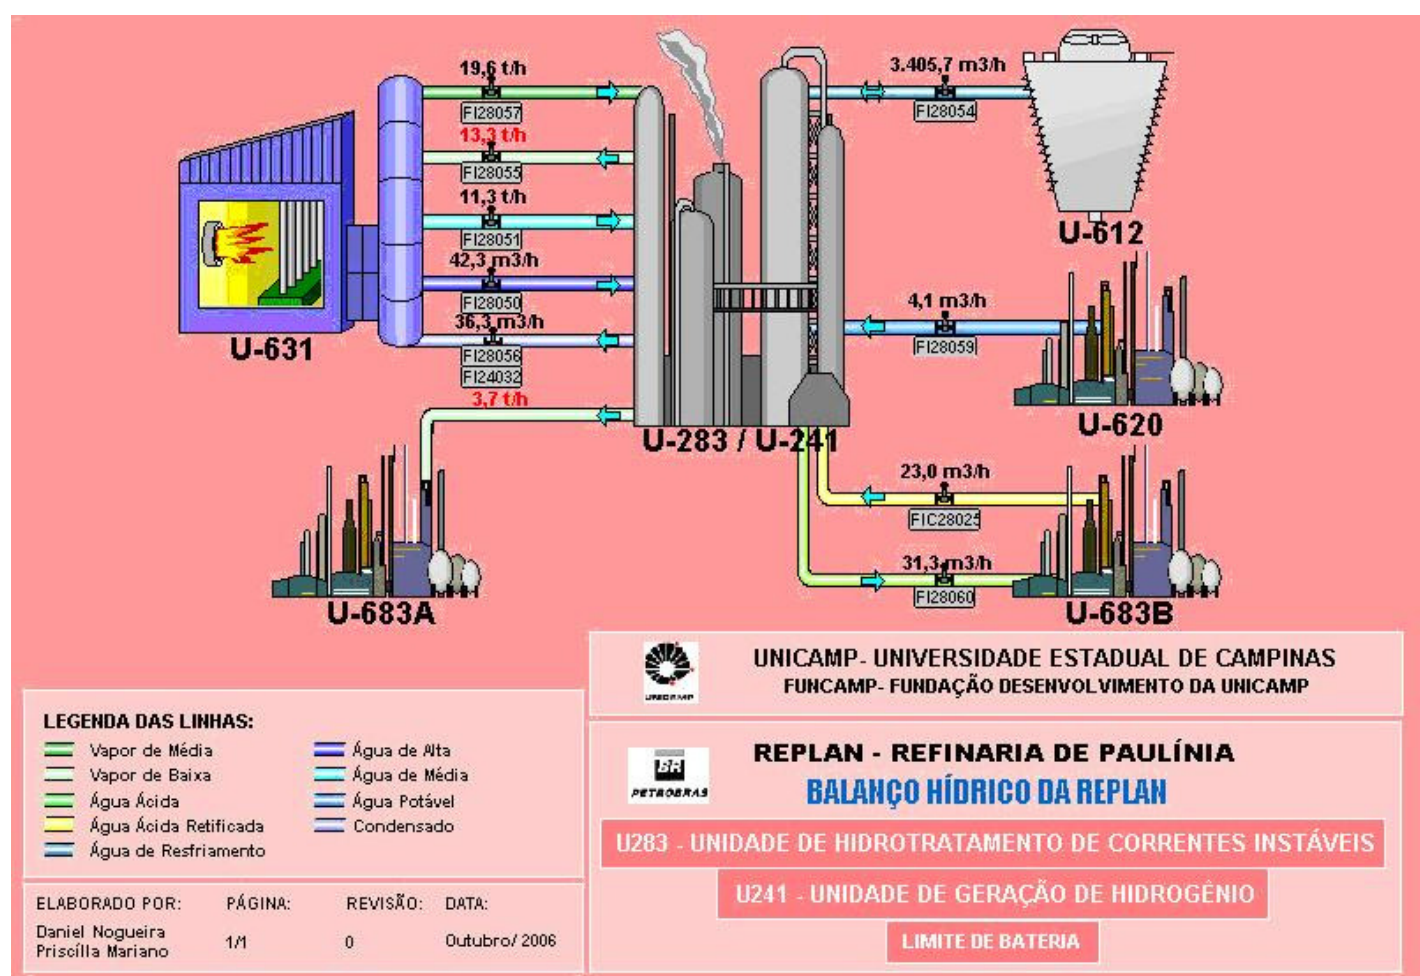 19,6 t/h
FI28057
13,3 t/h
FI28055
11,3 t/h
FI28051
42,3 m3/h
FI28050
36,3 m3/h
FI28056
FI24032
3,7 t/h
U-631
U-283 / U-241
U-683A
3.405,7 m3/h
FI28054
U-612
4,1 m3/h
FI28059
U-620
23,0 m3/h
FIC28025
31,3 m3/h
FI28060
U-683B
LEGENDA DAS LINHAS:
Vapor de Média
Vapor de Baixa
Água Ácida
Água Ácida Retificada
Água de Resfriamento
Água de Alta
Água de Média
Água Potável
Condensado
ELABORADO POR: PÁGINA: REVISÃO: DATA:
Daniel Nogueira
Priscílla Mariano
1/1 0 Outubro/ 2006
UNICAMP
UNICAMP- UNIVERSIDADE ESTADUAL DE CAMPINAS
FUNCAMP- FUNDAÇÃO DESENVOLVIMENTO DA UNICAMP
BR
PETROBRAS
REPLAN - REFINARIA DE PAULÍNIA
BALANÇO HÍDRICO DA REPLAN
U283 - UNIDADE DE HIDROTRATAMENTO DE CORRENTES INSTÁVEIS
U241 - UNIDADE DE GERAÇÃO DE HIDROGÊNIO
LIMITE DE BATERIA